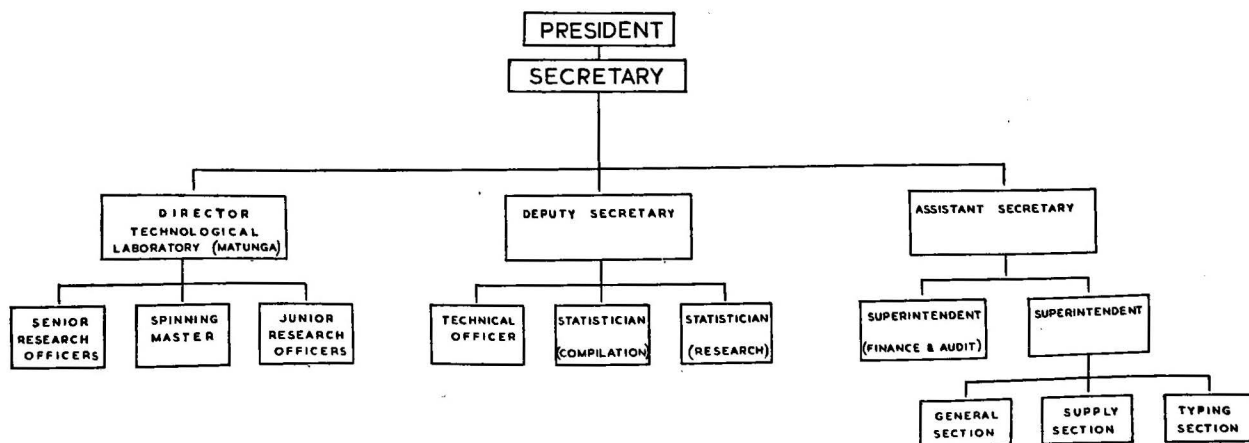 PRESIDENT
SECRETARY
DIRECTOR
TECHNOLOGICAL
LABORATORY (MATUNGA)
DEPUTY SECRETARY
ASSISTANT SECRETARY
SENIOR
RESEARCH
OFFICERS
SPINNING
MASTER
JUNIOR
RESEARCH
OFFICERS
TECHNICAL
OFFICER
STATISTICIAN
(COMPILATION)
STATISTICIAN
(RESEARCH)
SUPERINTENDENT
(FINANCE & AUDIT)
SUPERINTENDENT
GENERAL
SECTION
SUPPLY
SECTION
TYPING
SECTION